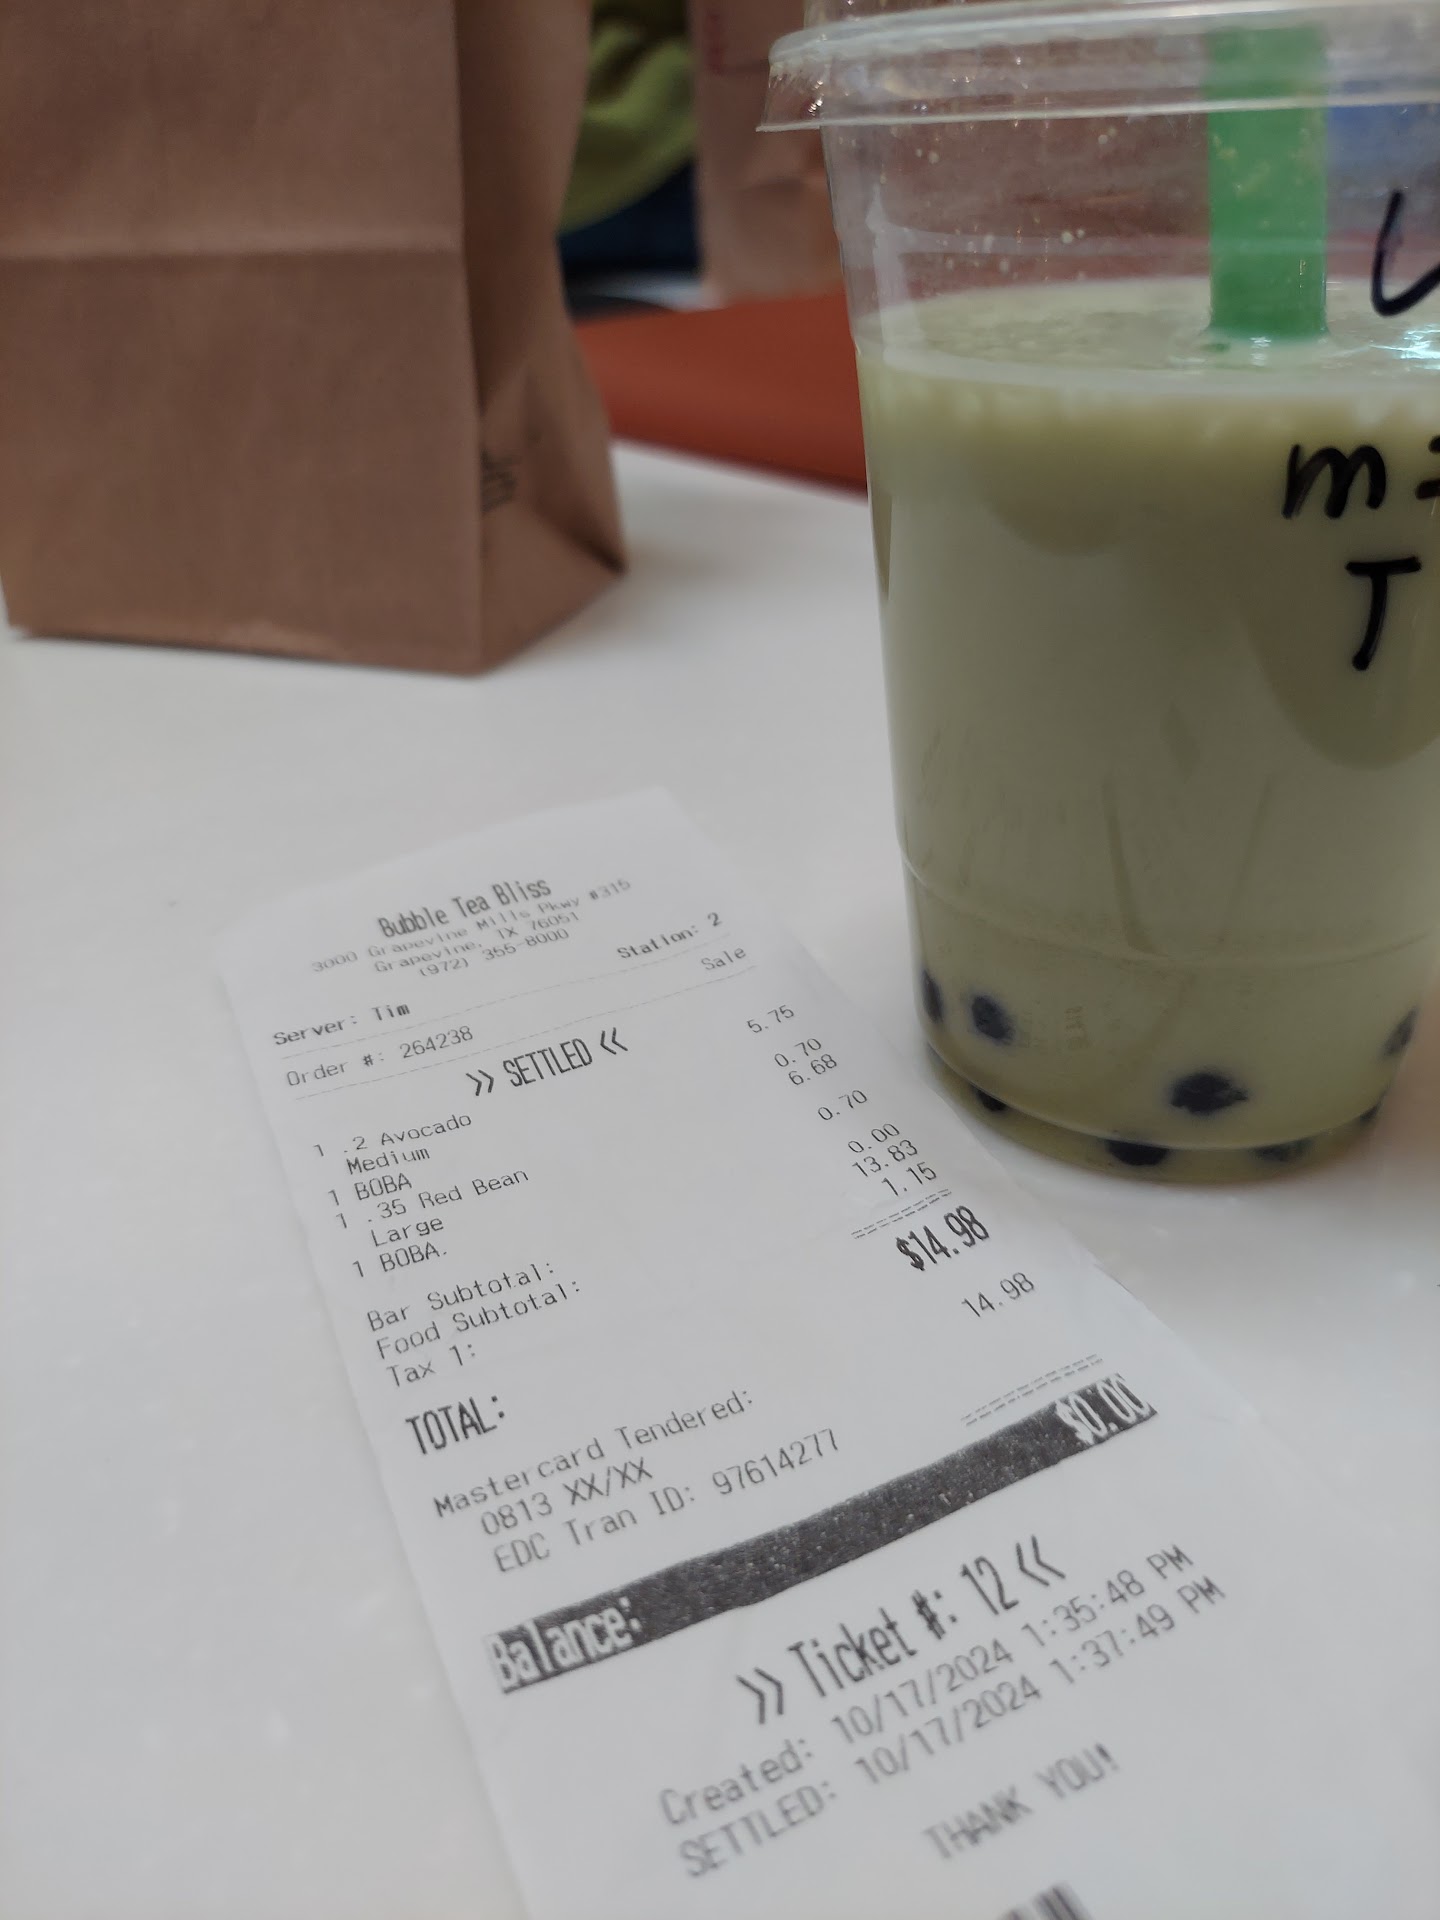 m =
T
Bubble Tea Bliss
3000 Grapevine Mills Pkwy #315
Grapevine, TX 76051
(972) 355-8000
Station: 2
Server: Tim
Sale
Order #: 264238
>> SETTLED <<
1 .2 Avocado 5.75
Medium
1 BOBA 0.70
1 .35 Red Bean 6.68
Large
1 BOBA. 0.70
Bar Subtotal: 0.00
Food Subtotal: 13.83
Tax 1: 1.15
TOTAL: $14.98
Mastercard Tendered: 14.98
0813 XX/XX
EDC Tran ID: 97614277
Balance: $0.00
>> Ticket #: 12 <<
Created: 10/17/2024 1:35:48 PM
SETTLED: 10/17/2024 1:37:49 PM
THANK YOU!